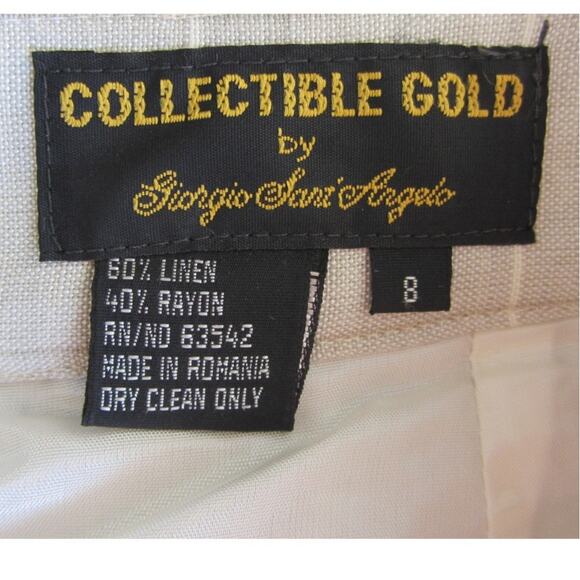 COLLECTIBLE GOLD
by
Giorgio Sant'Angelo
60% LINEN
40% RAYON
RN/ND 63542
MADE IN ROMANIA
DRY CLEAN ONLY
8